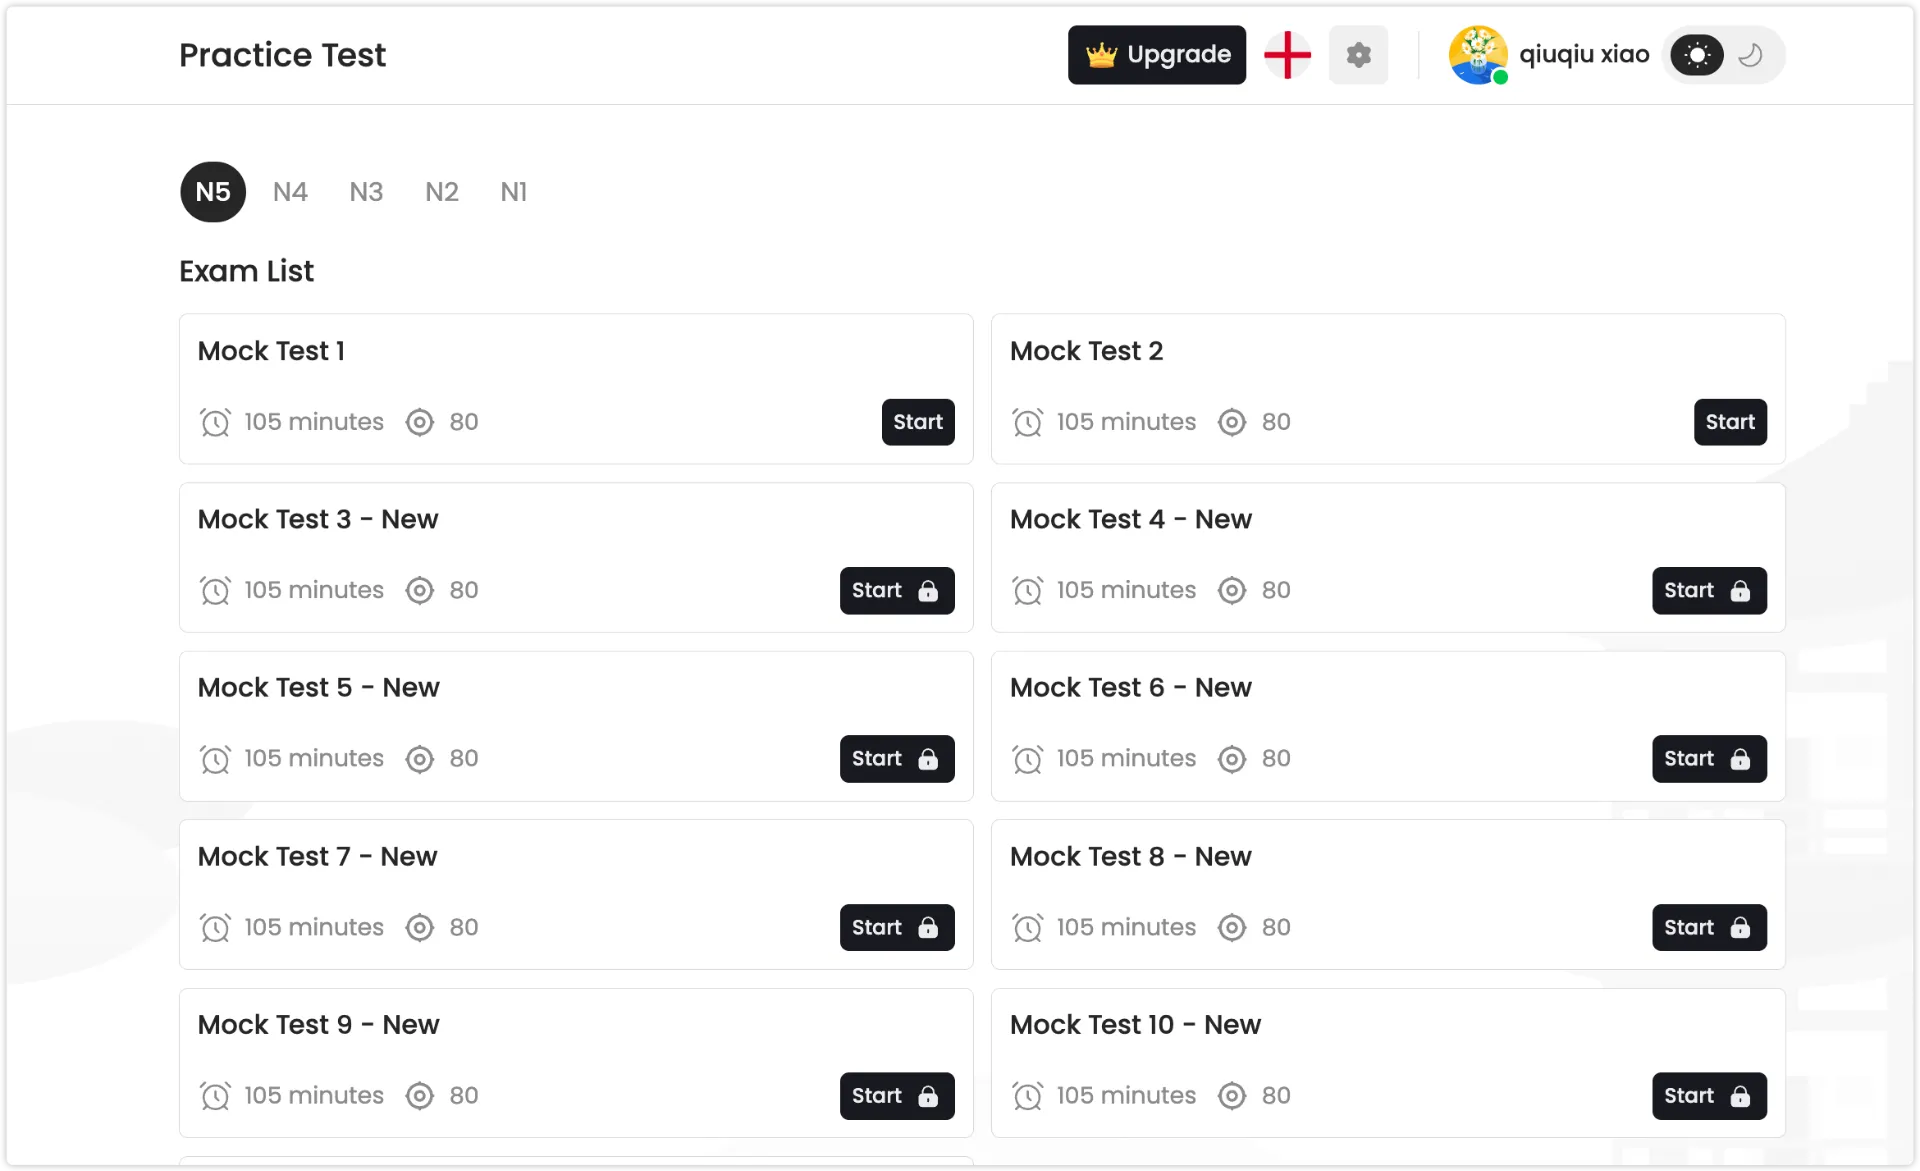 Practice Test
Upgrade
qiuqiu xiao
N5 N4 N3 N2 N1
Exam List
Mock Test 1
105 minutes 80 Start
Mock Test 2
105 minutes 80 Start
Mock Test 3 - New
105 minutes 80 Start
Mock Test 4 - New
105 minutes 80 Start
Mock Test 5 - New
105 minutes 80 Start
Mock Test 6 - New
105 minutes 80 Start
Mock Test 7 - New
105 minutes 80 Start
Mock Test 8 - New
105 minutes 80 Start
Mock Test 9 - New
105 minutes 80 Start
Mock Test 10 - New
105 minutes 80 Start